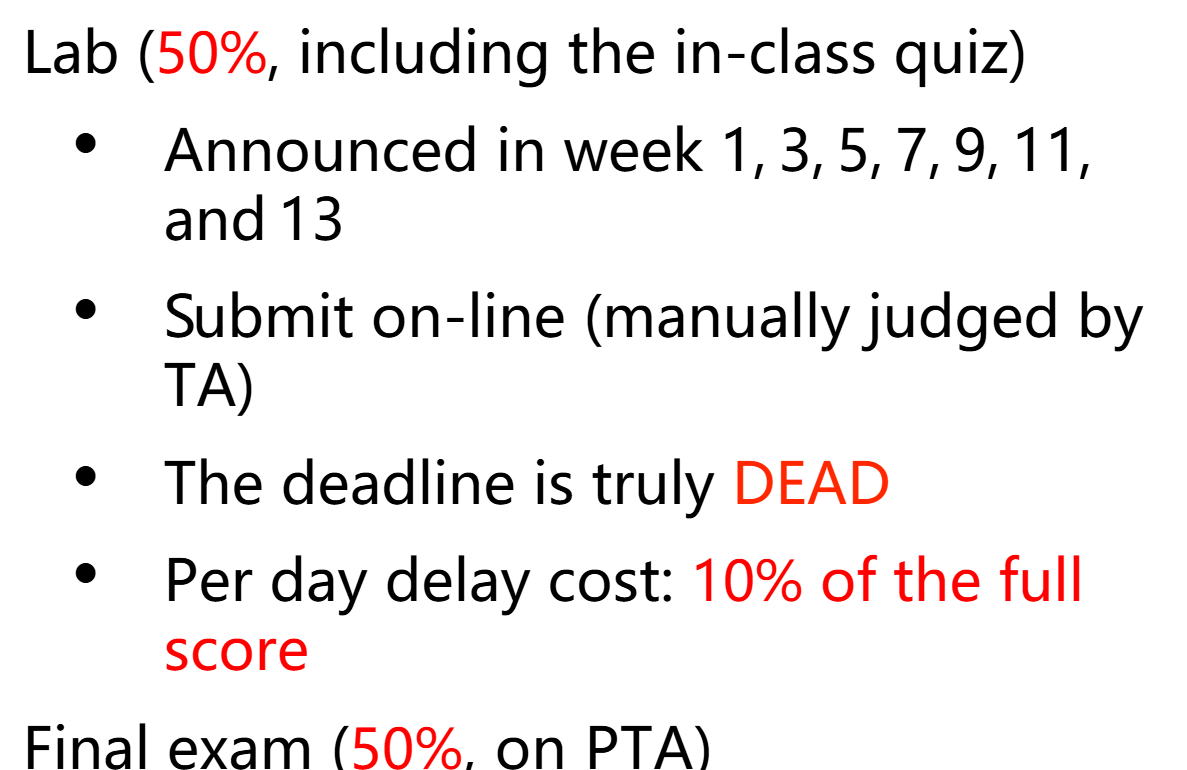 Lab (50%, including the in-class quiz)
• Announced in week 1, 3, 5, 7, 9, 11,
and 13
• Submit on-line (manually judged by
TA)
• The deadline is truly DEAD
• Per day delay cost: 10% of the full
score
Final exam (50%, on PTA)